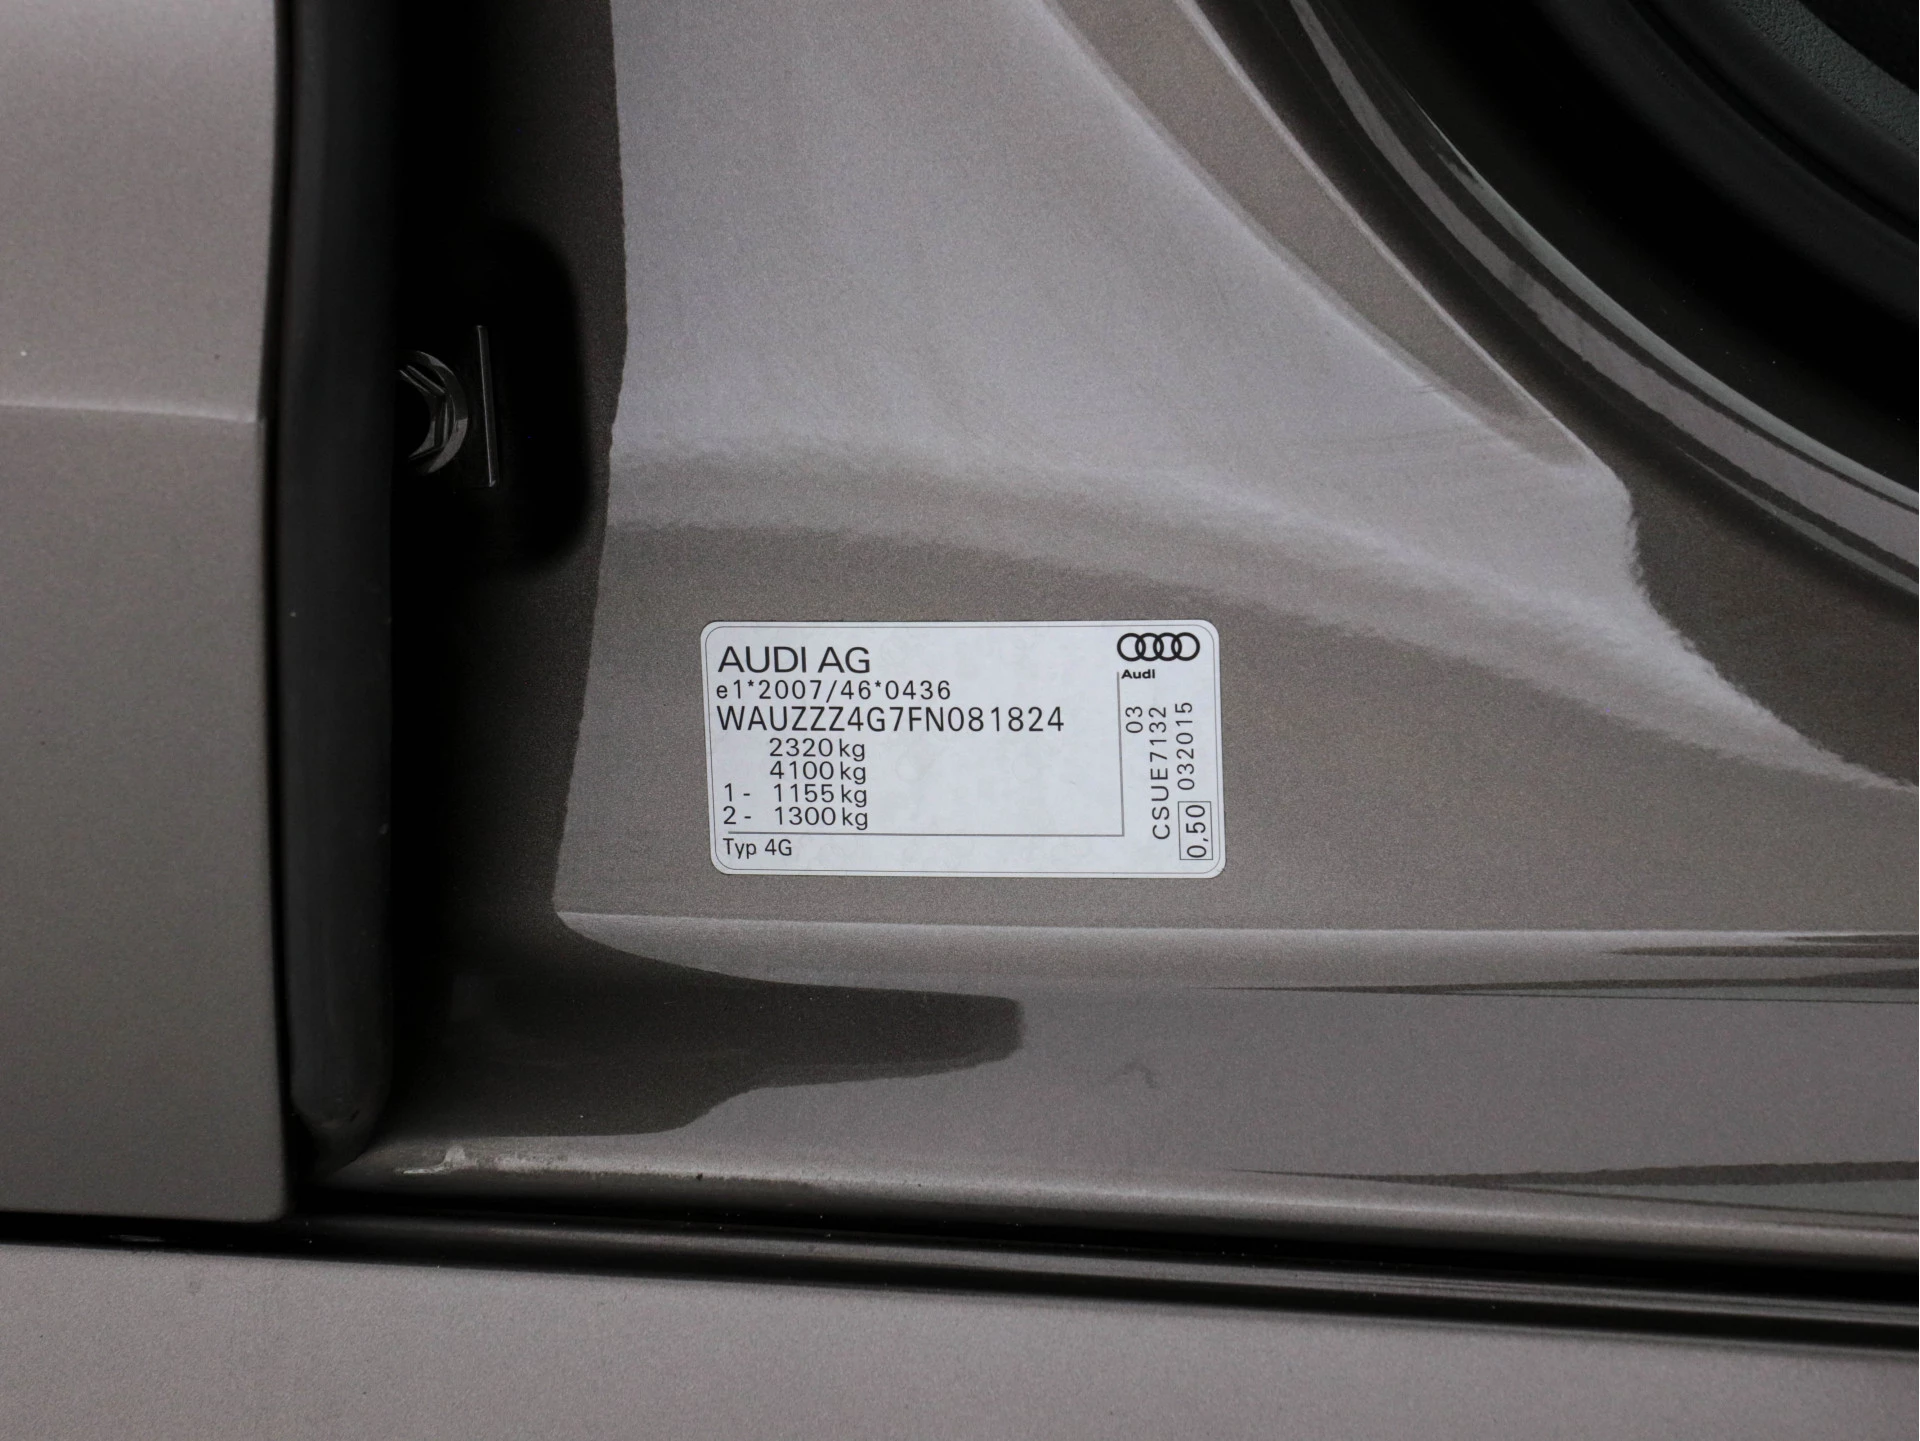 AUDI AG
e1*2007/46*0436
WAUZZZ4G7FN081824
2320 kg
4100 kg
1 - 1155 kg
2 - 1300 kg
Typ 4G
Audi
03
CSUE7132
0,50 032015